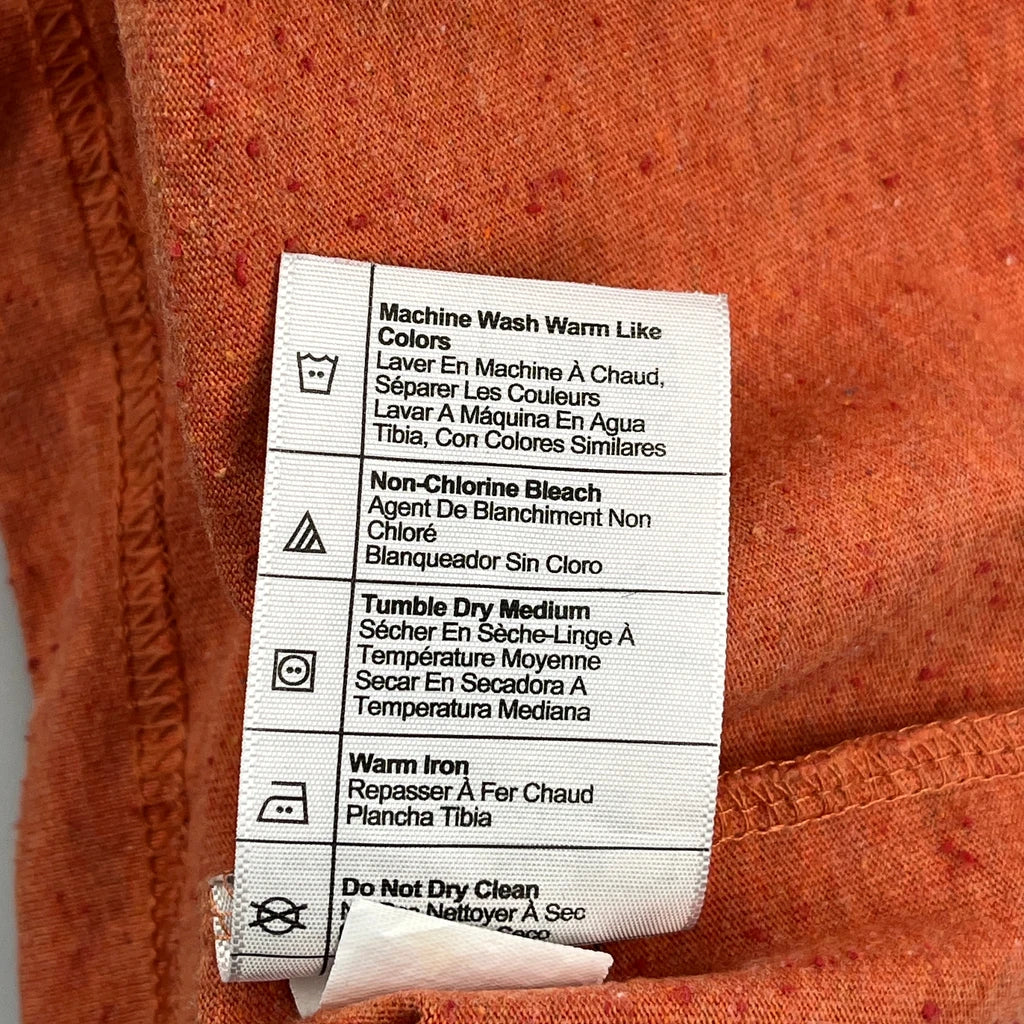 Machine Wash Warm Like
Colors
Laver En Machine À Chaud,
Séparer Les Couleurs
Lavar A Máquina En Agua
Tibia, Con Colores Similares
Non-Chlorine Bleach
Agent De Blanchiment Non
Chloré
Blanqueador Sin Cloro
Tumble Dry Medium
Sécher En Sèche-Linge À
Température Moyenne
Secar En Secadora A
Temperatura Mediana
Warm Iron
Repasser À Fer Chaud
Plancha Tibia
Do Not Dry Clean
Nettoyer À Sec